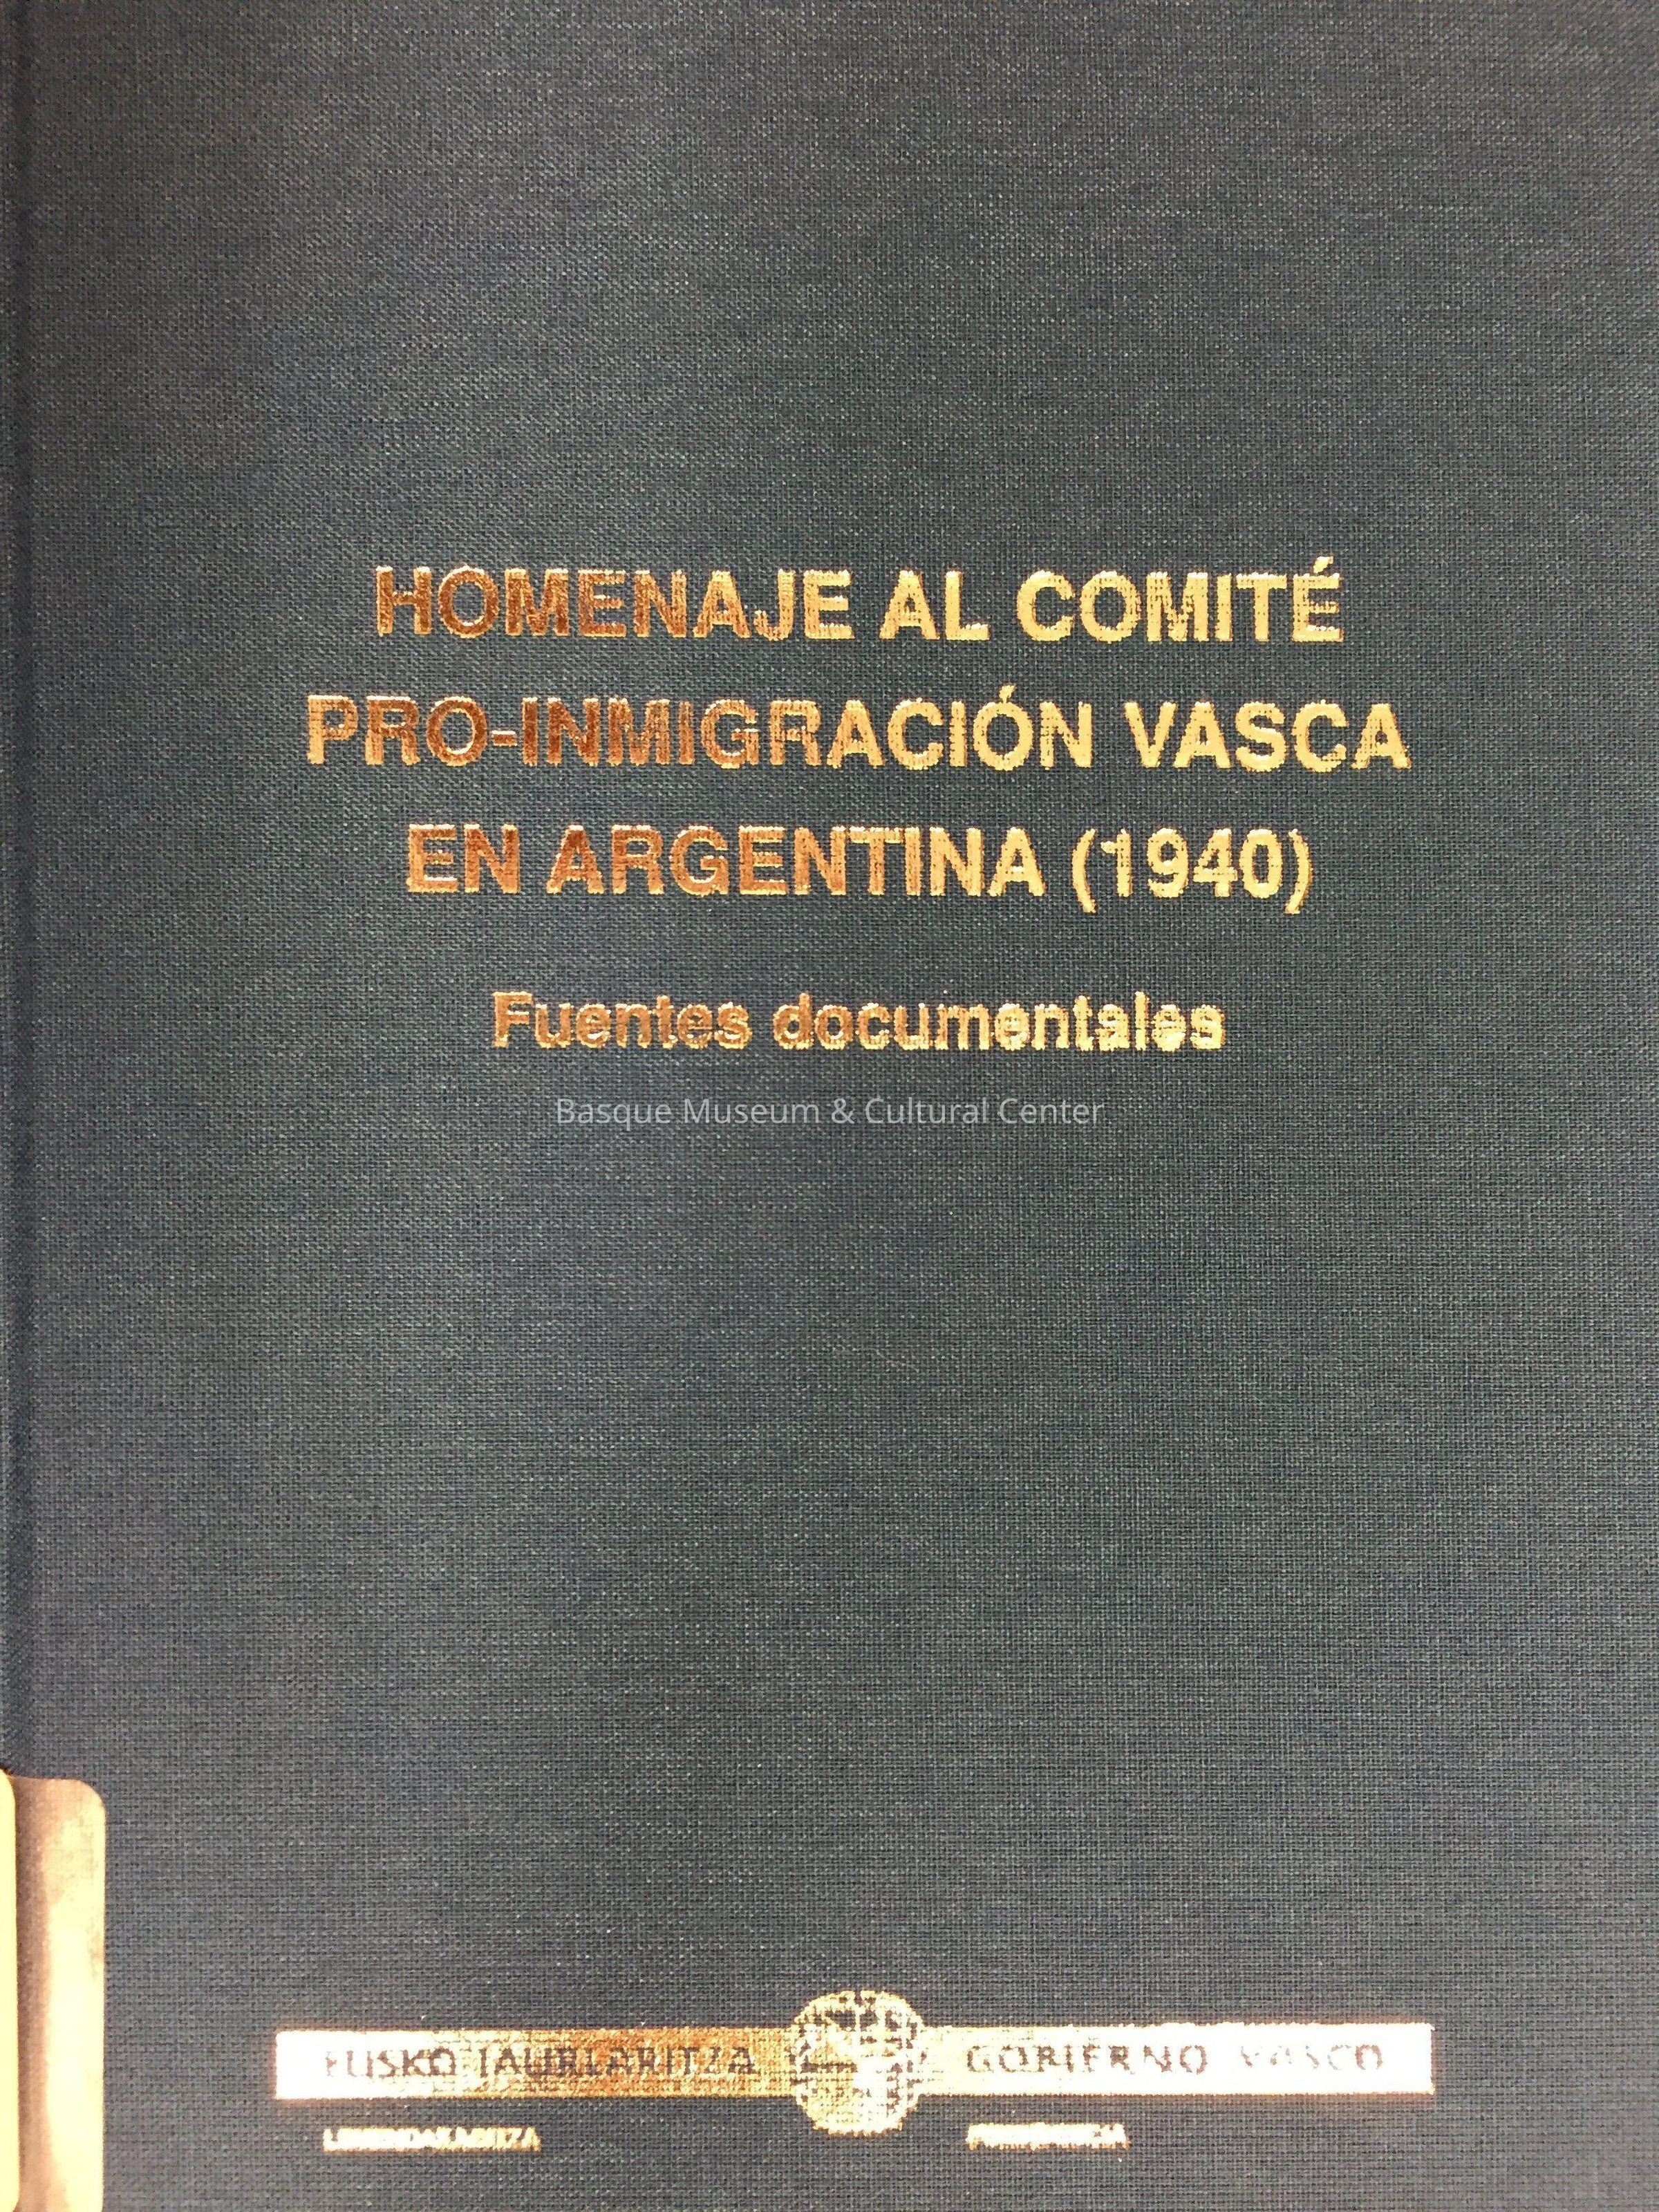 HOMENAJE AL COMITÉ
PRO-INMIGRACIÓN VASCA
EN ARGENTINA (1940)
Fuentes documentales
Basque Museum & Cultural Center
EUSKO JAURLARITZA GOBIERNO VASCO
LEHENDAKARITZA PRESIDENCIA